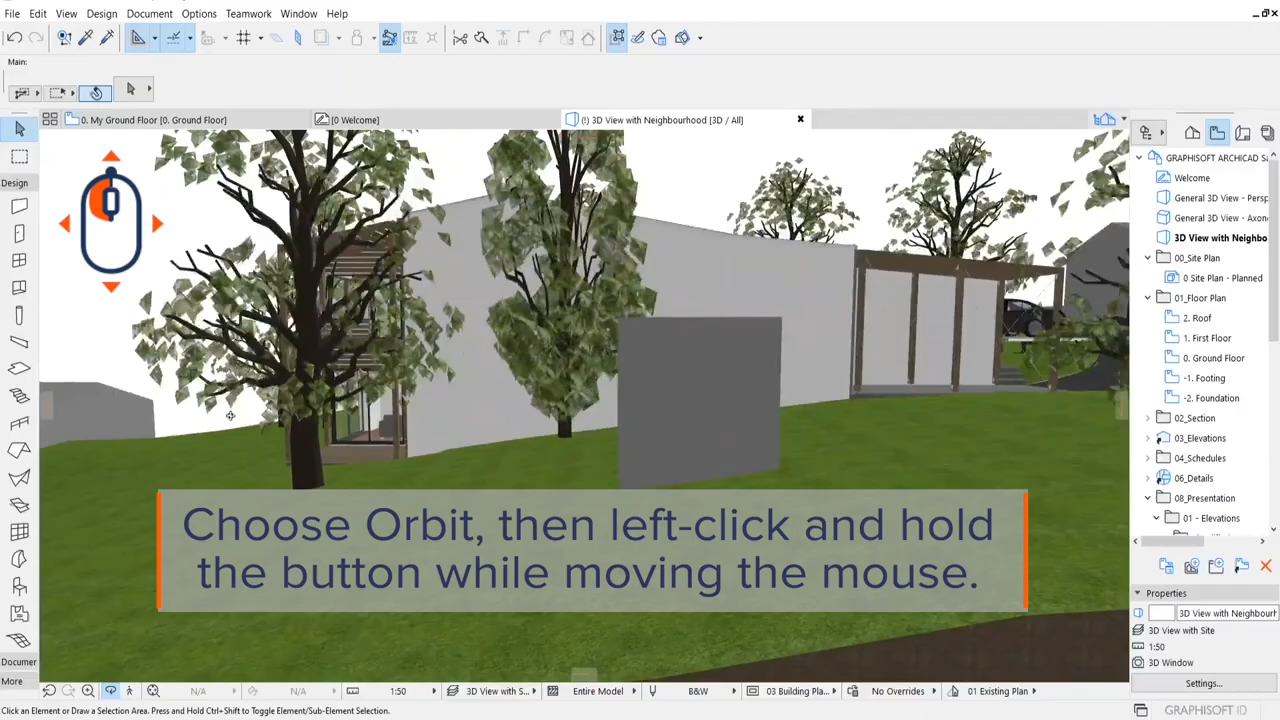 File Edit View Design Document Options Teamwork Window Help
Main:
0. My Ground Floor [0. Ground Floor]
[0 Welcome]
(!) 3D View with Neighbourhood [3D / All]
Design
Documen
More
GRAPHISOFT ARCHICAD Sa
Welcome
General 3D View - Persp
General 3D View - Axon
3D View with Neighbo
00_Site Plan
0 Site Plan - Planned
01_Floor Plan
2. Roof
1. First Floor
0. Ground Floor
-1. Footing
-2. Foundation
02_Section
03_Elevations
04_Schedules
06_Details
08_Presentation
01 - Elevations
Choose Orbit, then left-click and hold
the button while moving the mouse.
Properties
3D View with Neighbourh
3D View with Site
1:50
3D Window
Settings...
N/A
N/A
1:50
3D View with S...
Entire Model
B&W
03 Building Pla...
No Overrides
01 Existing Plan
Click an Element or Draw a Selection Area. Press and Hold Ctrl+Shift to Toggle Element/Sub-Element Selection.
GRAPHISOFT ID